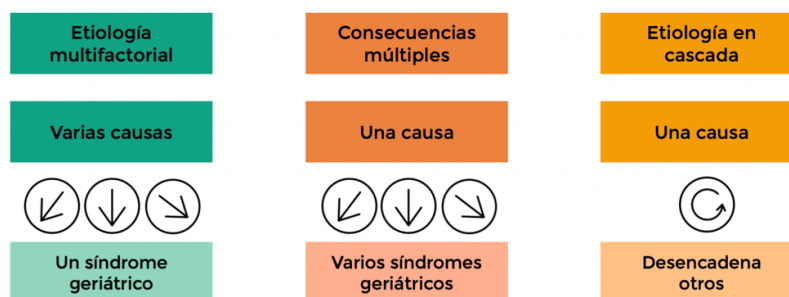 Etiología
multifactorial
Consecuencias
múltiples
Etiología en
cascada
Varias causas
Una causa
Una causa
Un síndrome
geriátrico
Varios síndromes
geriátricos
Desencadena
otros